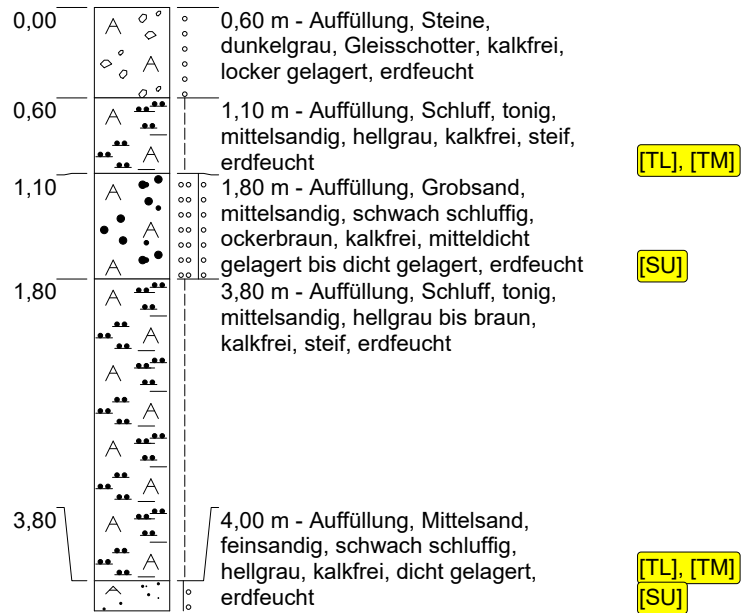 0,00 0,60 m - Auffüllung, Steine,
dunkelgrau, Gleisschotter, kalkfrei,
locker gelagert, erdfeucht
0,60 1,10 m - Auffüllung, Schluff, tonig,
mittelsandig, hellgrau, kalkfrei, steif,
erdfeucht [TL], [TM]
1,10 1,80 m - Auffüllung, Grobsand,
mittelsandig, schwach schluffig,
ockerbraun, kalkfrei, mitteldicht
gelagert bis dicht gelagert, erdfeucht [SU]
1,80 3,80 m - Auffüllung, Schluff, tonig,
mittelsandig, hellgrau bis braun,
kalkfrei, steif, erdfeucht
3,80 4,00 m - Auffüllung, Mittelsand,
feinsandig, schwach schluffig,
hellgrau, kalkfrei, dicht gelagert, [TL], [TM]
erdfeucht [SU]